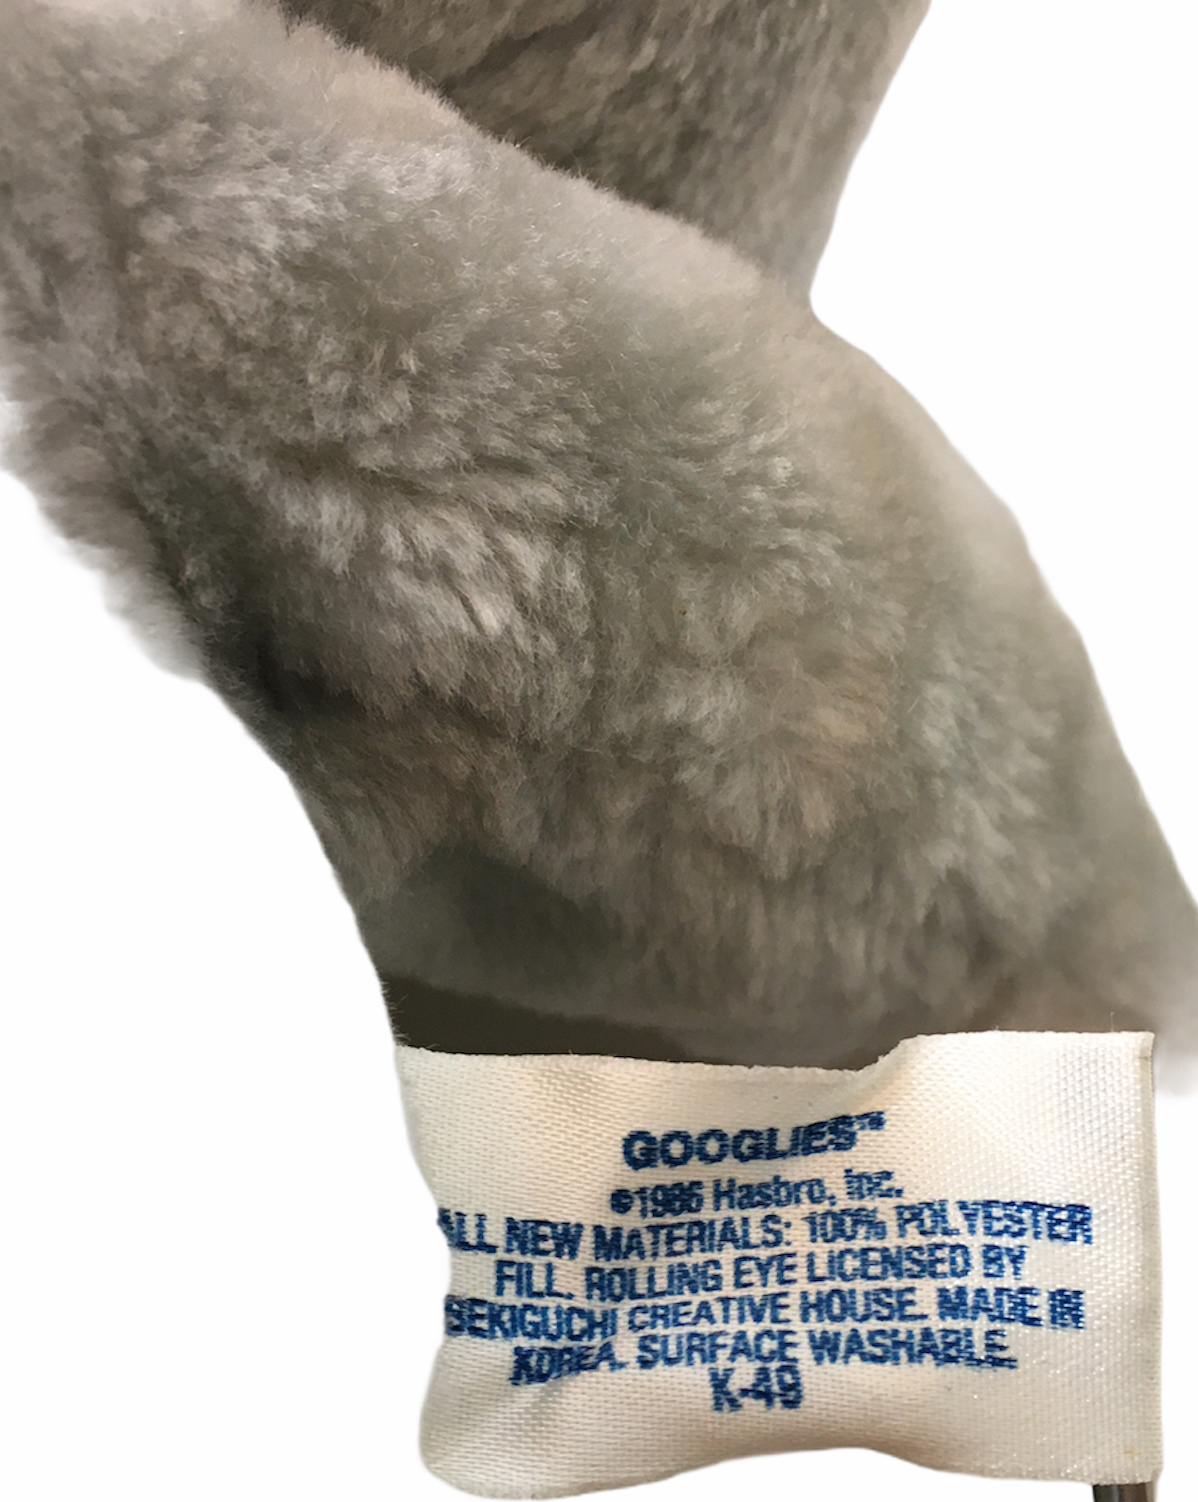 GOOGLIES™
©1986 Hasbro, Inc.
ALL NEW MATERIALS: 100% POLYESTER
FILL. ROLLING EYE LICENSED BY
SEKIGUCHI CREATIVE HOUSE. MADE IN
KOREA. SURFACE WASHABLE
K-49